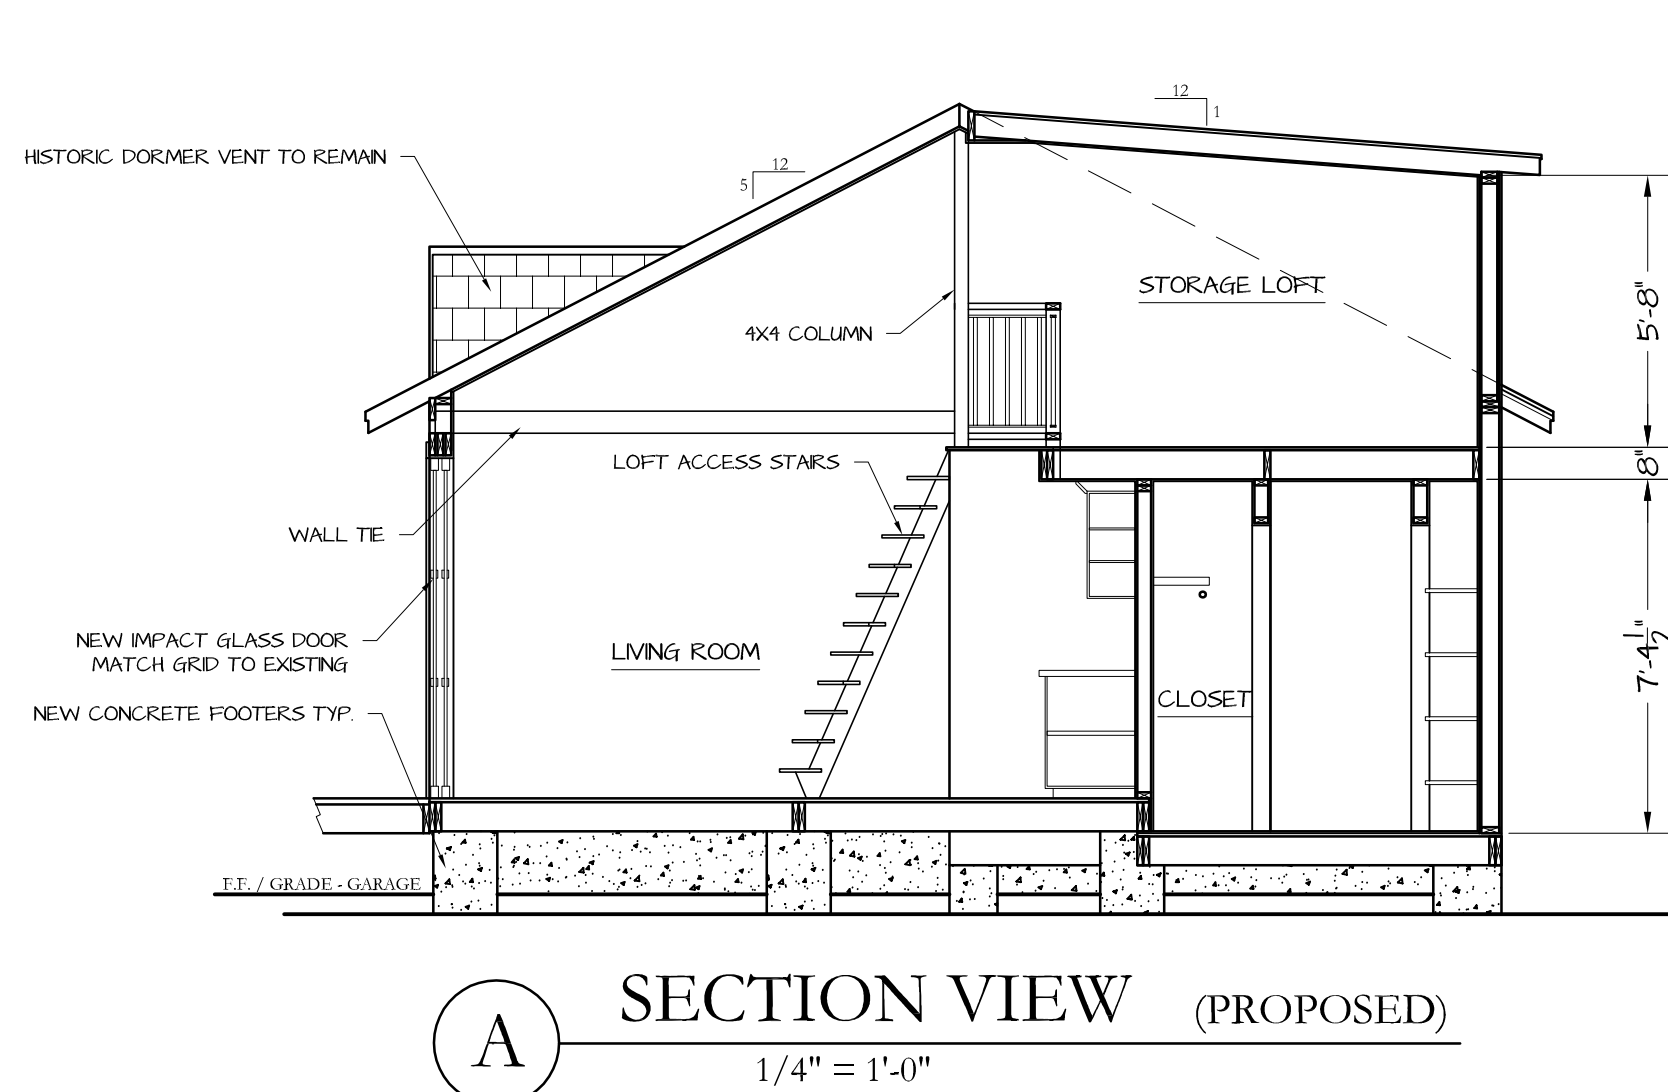 12
1
HISTORIC DORMER VENT TO REMAIN
12
5
STORAGE LOFT
5'-8"
4X4 COLUMN
LOFT ACCESS STAIRS
8"
WALL TIE
NEW IMPACT GLASS DOOR
MATCH GRID TO EXISTING
LIVING ROOM
7'-4 1/2"
CLOSET
NEW CONCRETE FOOTERS TYP.
F.F. / GRADE - GARAGE
A
SECTION VIEW (PROPOSED)
1/4" = 1'-0"